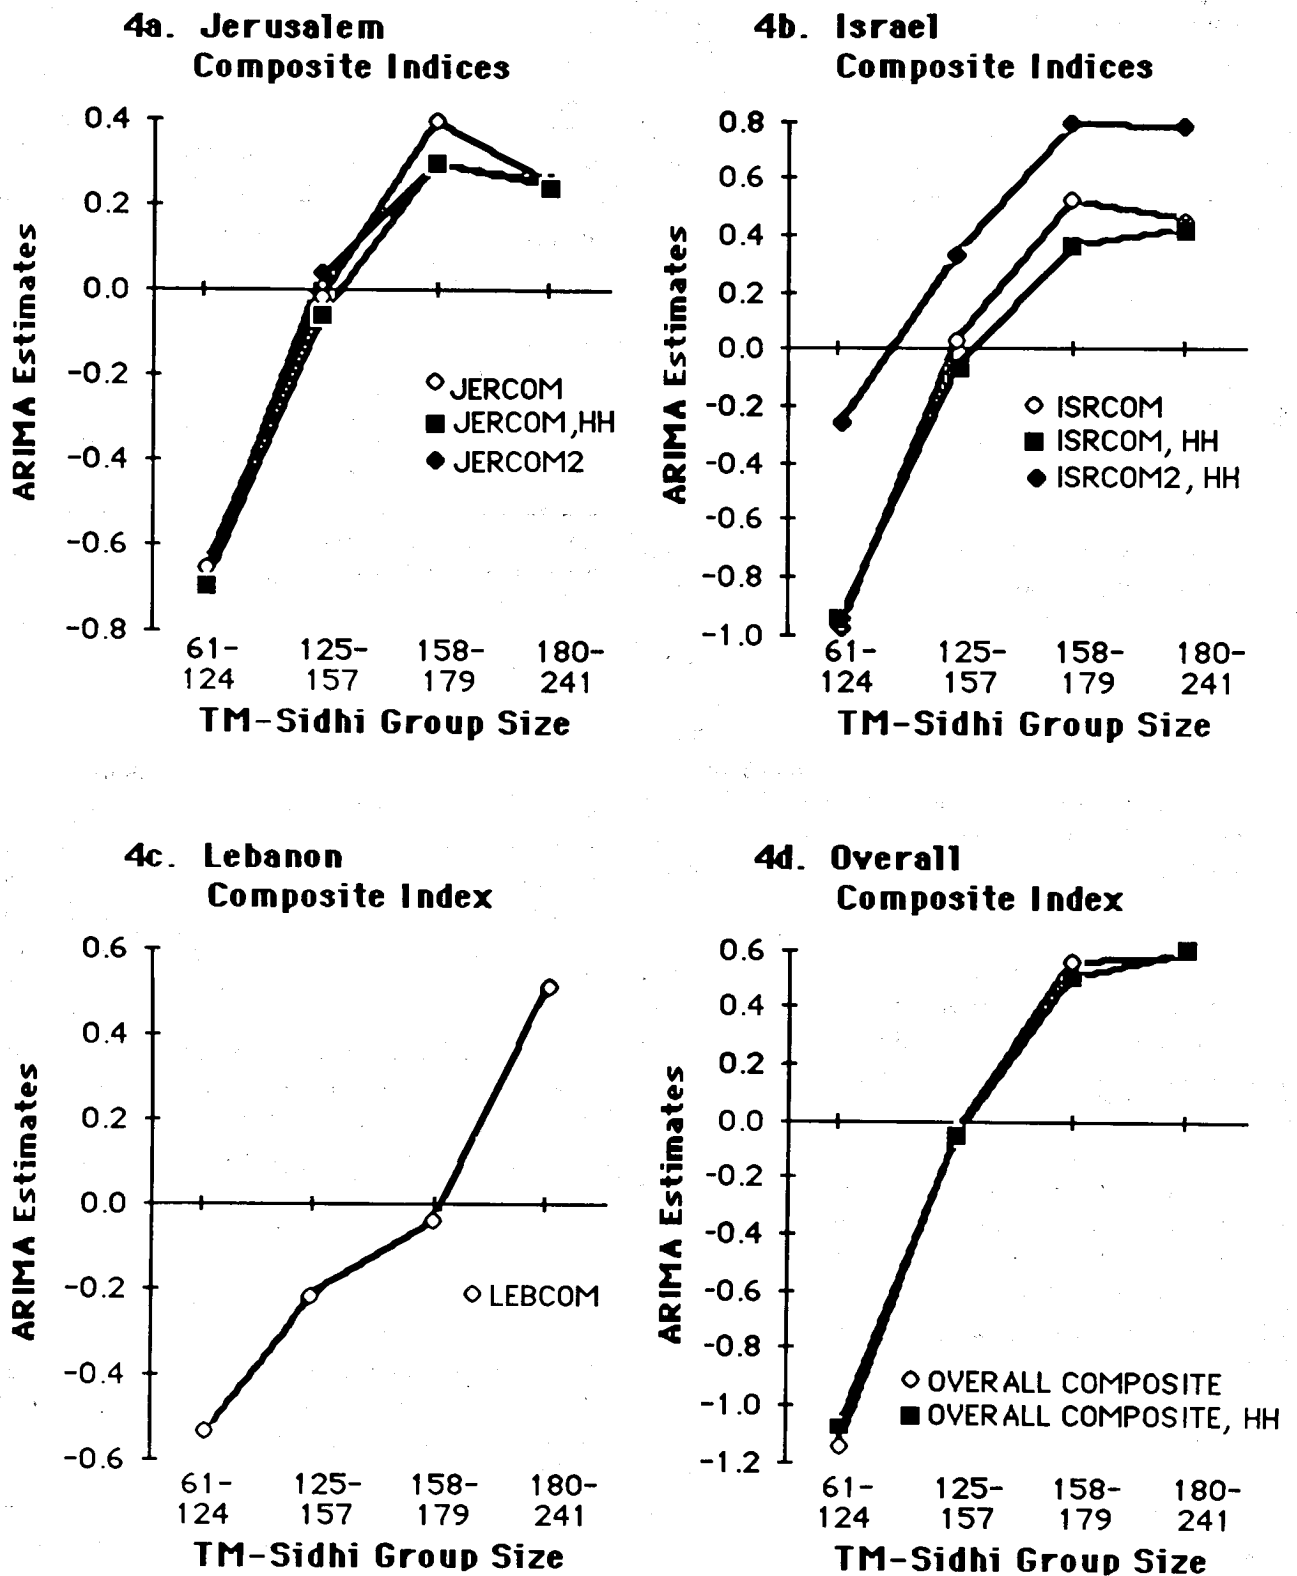 4a. Jerusalem
Composite Indices
0.4
0.2
0.0
-0.2
-0.4
-0.6
-0.8
ARIMA Estimates
JERCOM
JERCOM,HH
JERCOM2
61-
124
125-
157
158-
179
180-
241
TM-Sidhi Group Size
4b. Israel
Composite Indices
0.8
0.6
0.4
0.2
0.0
-0.2
-0.4
-0.6
-0.8
-1.0
ARIMA Estimates
ISRCOM
ISRCOM, HH
ISRCOM2, HH
61-
124
125-
157
158-
179
180-
241
TM-Sidhi Group Size
4c. Lebanon
Composite Index
0.6
0.4
0.2
0.0
-0.2
-0.4
-0.6
ARIMA Estimates
LEBCOM
61-
124
125-
157
158-
179
180-
241
TM-Sidhi Group Size
4d. Overall
Composite Index
0.6
0.4
0.2
0.0
-0.2
-0.4
-0.6
-0.8
-1.0
-1.2
ARIMA Estimates
OVERALL COMPOSITE
OVERALL COMPOSITE, HH
61-
124
125-
157
158-
179
180-
241
TM-Sidhi Group Size